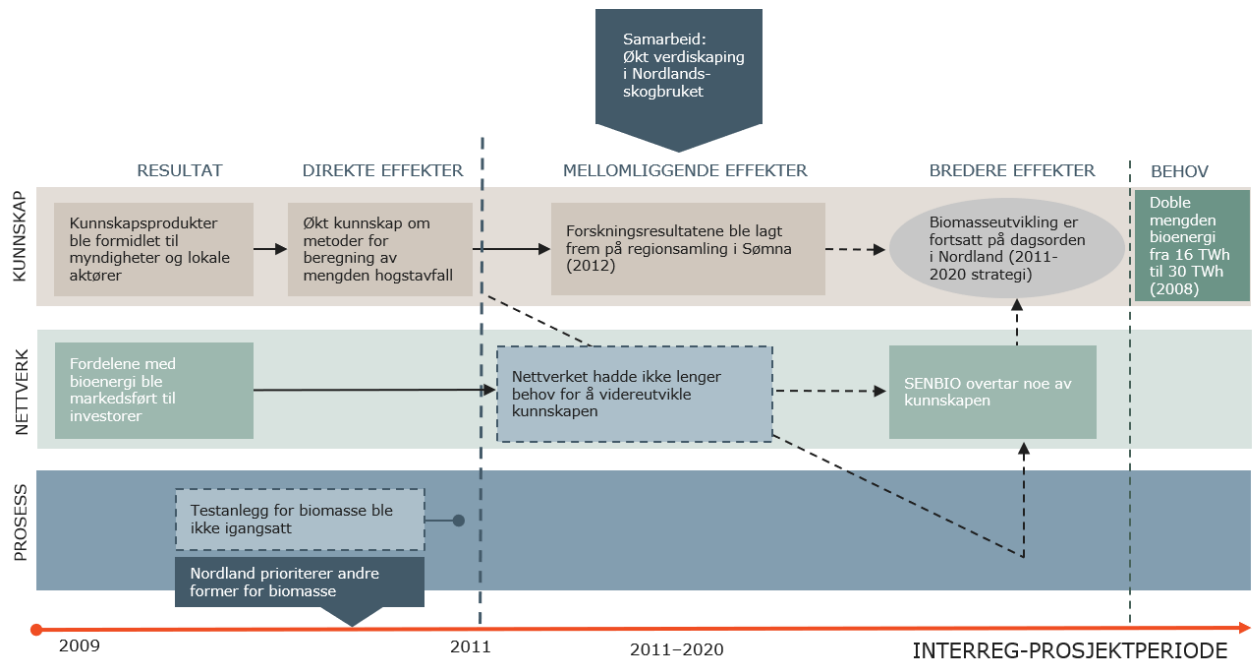 Samarbeid:
Økt verdiskaping
i Nordlands-
skogbruket
RESULTAT
DIREKTE EFFEKTER
MELLOMLIGGENDE EFFEKTER
BREDERE EFFEKTER
BEHOV
KUNNSKAP
Kunnskapsprodukter
ble formidlet til
myndigheter og lokale
aktører
Økt kunnskap om
metoder for
beregning av
mengden hogstavfall
Forskningsresultatene ble lagt
frem på regionsamling i Sømna
(2012)
Biomasseutvikling er
fortsatt på dagsorden
i Nordland (2011-
2020 strategi)
Doble
mengden
bioenergi
fra 16 TWh
til 30 TWh
(2008)
NETTVERK
Fordelene med
bioenergi ble
markedsført til
investorer
Nettverket hadde ikke lenger
behov for å videreutvikle
kunnskapen
SENBIO overtar noe av
kunnskapen
PROSESS
Testanlegg for biomasse ble
ikke igangsatt
Nordland prioriterer andre
former for biomasse
2009
2011
2011–2020
INTERREG-PROSJEKTPERIODE